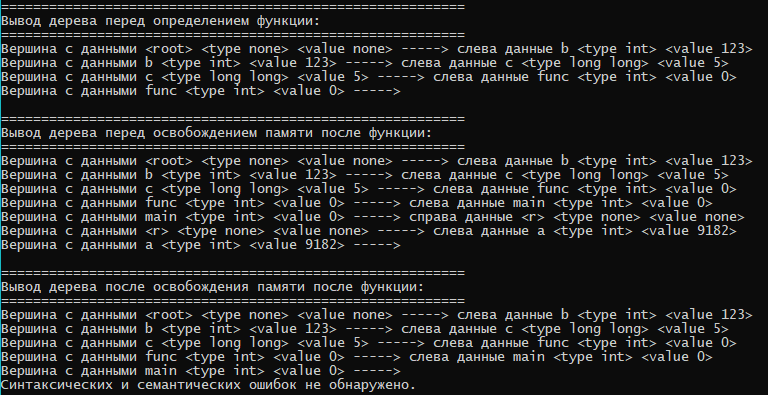 ==========================================================
Вывод дерева перед определением функции:
==========================================================
Вершина с данными <root> <type none> <value none> -----> слева данные b <type int> <value 123>
Вершина с данными b <type int> <value 123> -----> слева данные c <type long long> <value 5>
Вершина с данными c <type long long> <value 5> -----> слева данные func <type int> <value 0>
Вершина с данными func <type int> <value 0> ----->
==========================================================
Вывод дерева перед освобождением памяти после функции:
==========================================================
Вершина с данными <root> <type none> <value none> -----> слева данные b <type int> <value 123>
Вершина с данными b <type int> <value 123> -----> слева данные c <type long long> <value 5>
Вершина с данными c <type long long> <value 5> -----> слева данные func <type int> <value 0>
Вершина с данными func <type int> <value 0> -----> слева данные main <type int> <value 0>
Вершина с данными main <type int> <value 0> -----> справа данные <r> <type none> <value none>
Вершина с данными <r> <type none> <value none> -----> слева данные a <type int> <value 9182>
Вершина с данными a <type int> <value 9182> ----->
==========================================================
Вывод дерева после освобождения памяти после функции:
==========================================================
Вершина с данными <root> <type none> <value none> -----> слева данные b <type int> <value 123>
Вершина с данными b <type int> <value 123> -----> слева данные c <type long long> <value 5>
Вершина с данными c <type long long> <value 5> -----> слева данные func <type int> <value 0>
Вершина с данными func <type int> <value 0> -----> слева данные main <type int> <value 0>
Вершина с данными main <type int> <value 0> ----->
Синтаксических и семантических ошибок не обнаружено.